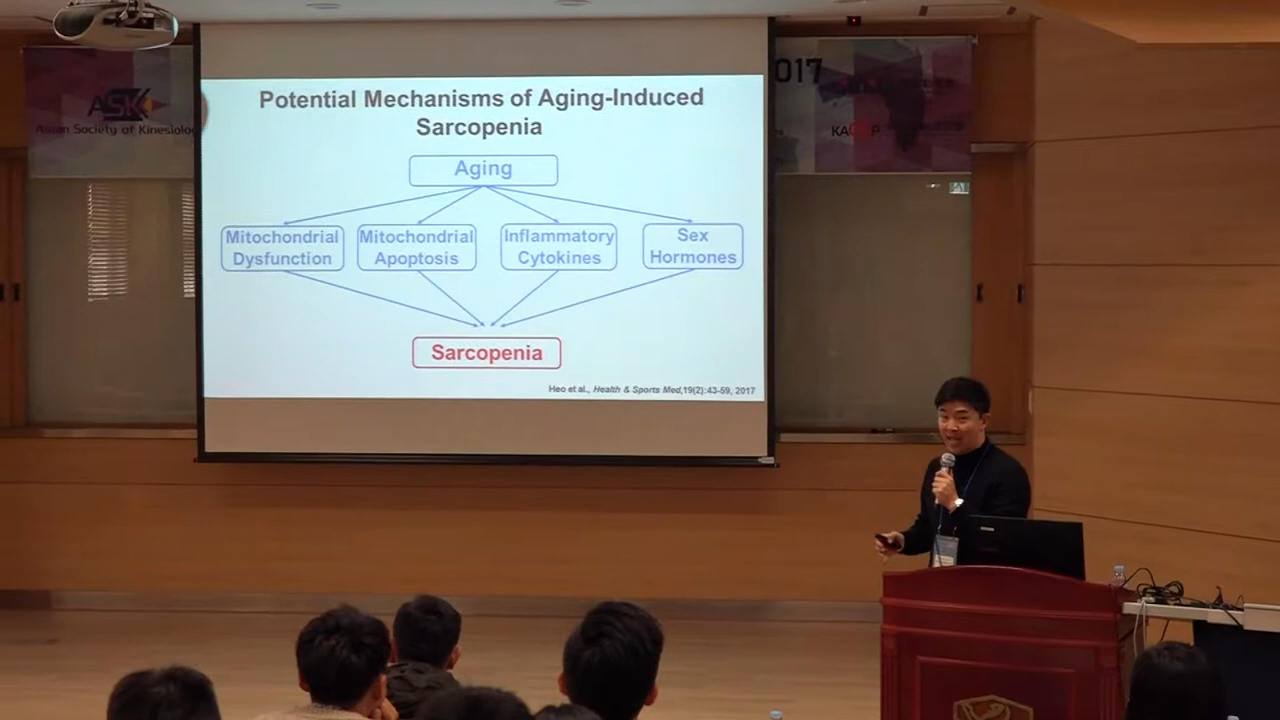 Potential Mechanisms of Aging-Induced
Sarcopenia
Aging
Mitochondrial
Dysfunction
Mitochondrial
Apoptosis
Inflammatory
Cytokines
Sex
Hormones
Sarcopenia
Heo et al., Health & Sports Med,19(2):43-59, 2017
ASK
Asian Society of Kinesiolo
017